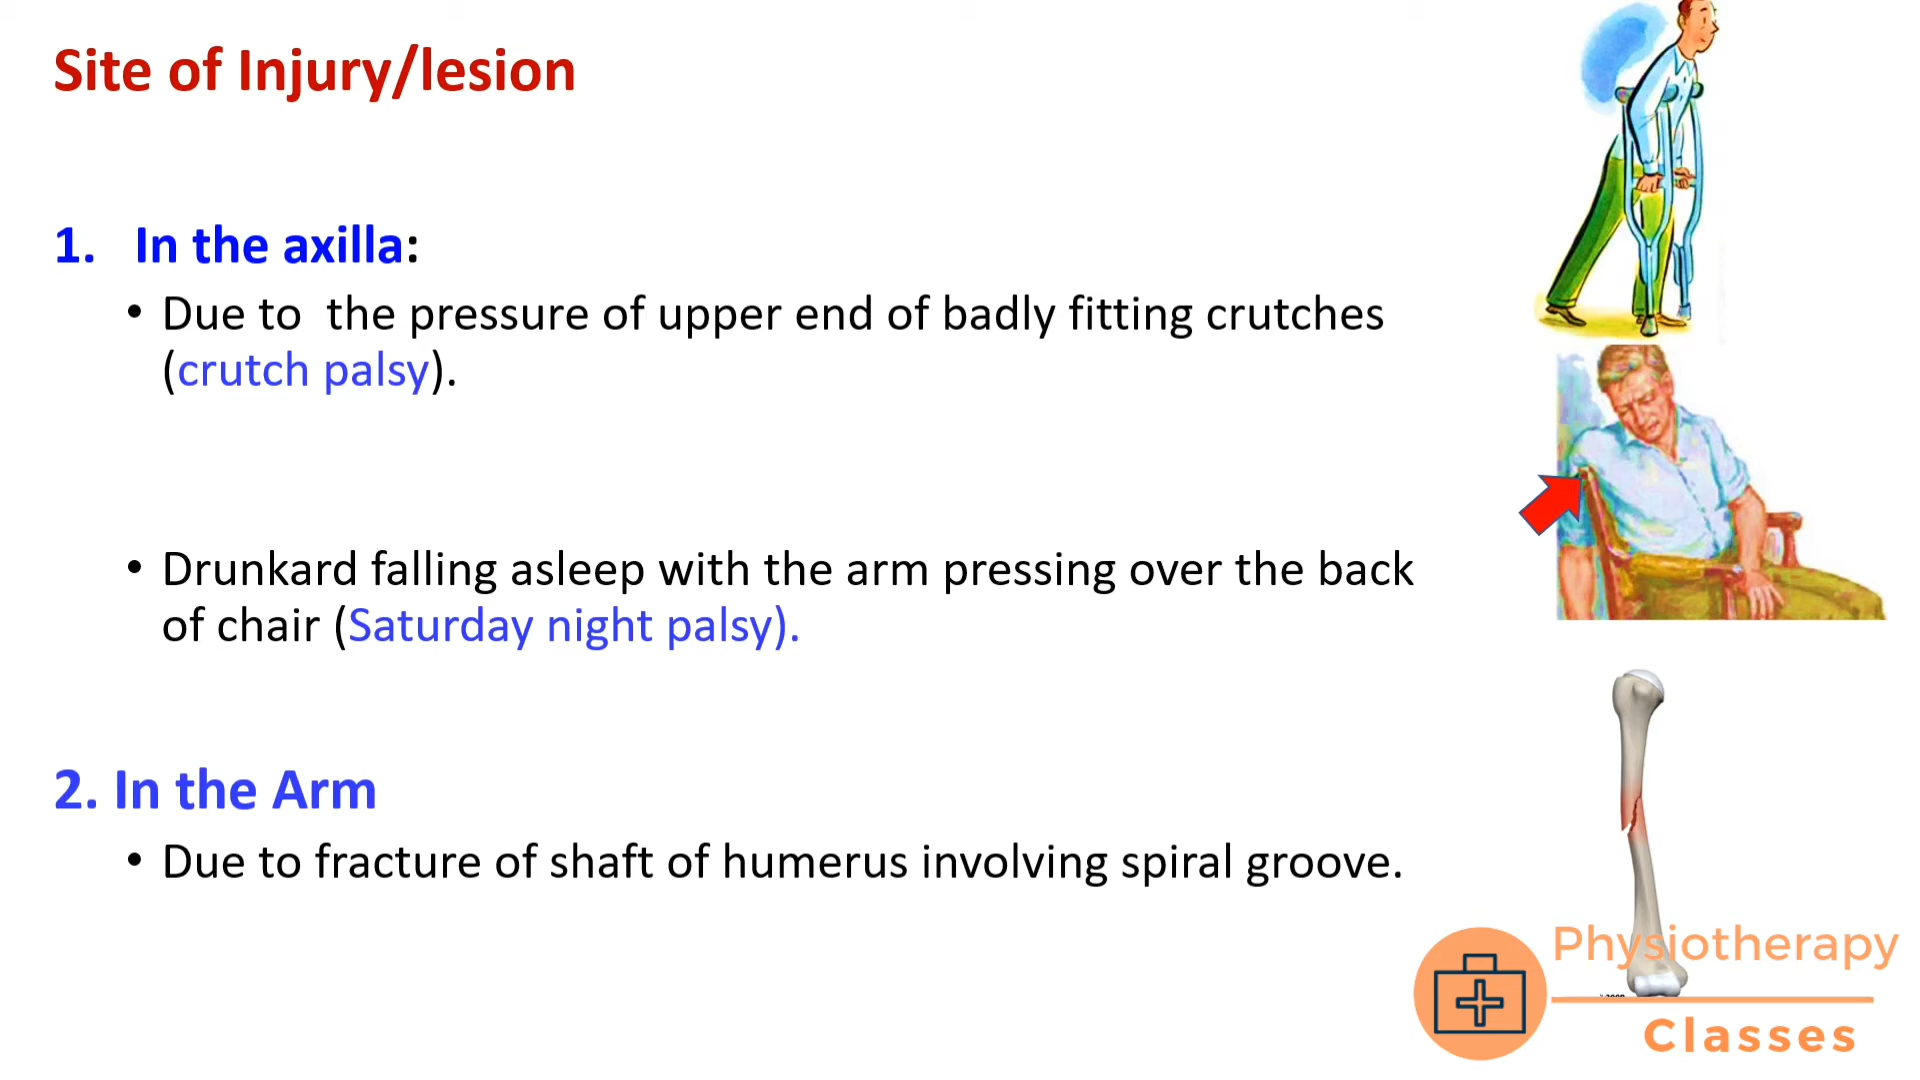 Site of Injury/lesion
1. In the axilla:
• Due to the pressure of upper end of badly fitting crutches
(crutch palsy).
• Drunkard falling asleep with the arm pressing over the back
of chair (Saturday night palsy).
2. In the Arm
• Due to fracture of shaft of humerus involving spiral groove.
Physiotherapy
Classes